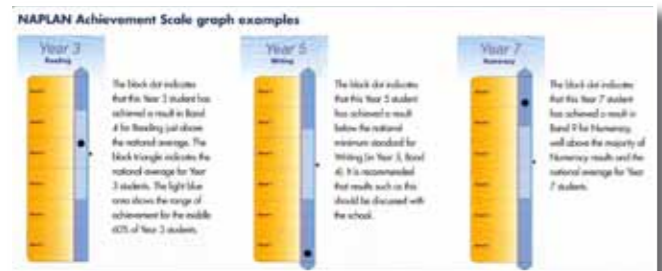 NAPLAN Achievement Scale graph examples
Year 3
Reading
The black dot indicates
that this Year 3 student has
achieved a result in Band
4 for Reading just above
the national average. The
black triangle indicates the
national average for Year
3 students. The light blue
area shows the range of
achievement for the middle
60% of Year 3 students.
Year 5
Writing
The black dot indicates
that this Year 5 student
has achieved a result
below the national
minimum standard for
Writing (in Year 5, Band
4). It is recommended
that results such as this
should be discussed with
the school.
Year 7
Numeracy
The black dot indicates
that this Year 7 student
has achieved a result in
Band 9 for Numeracy,
well above the majority of
Numeracy results and the
national average for Year
7 students.